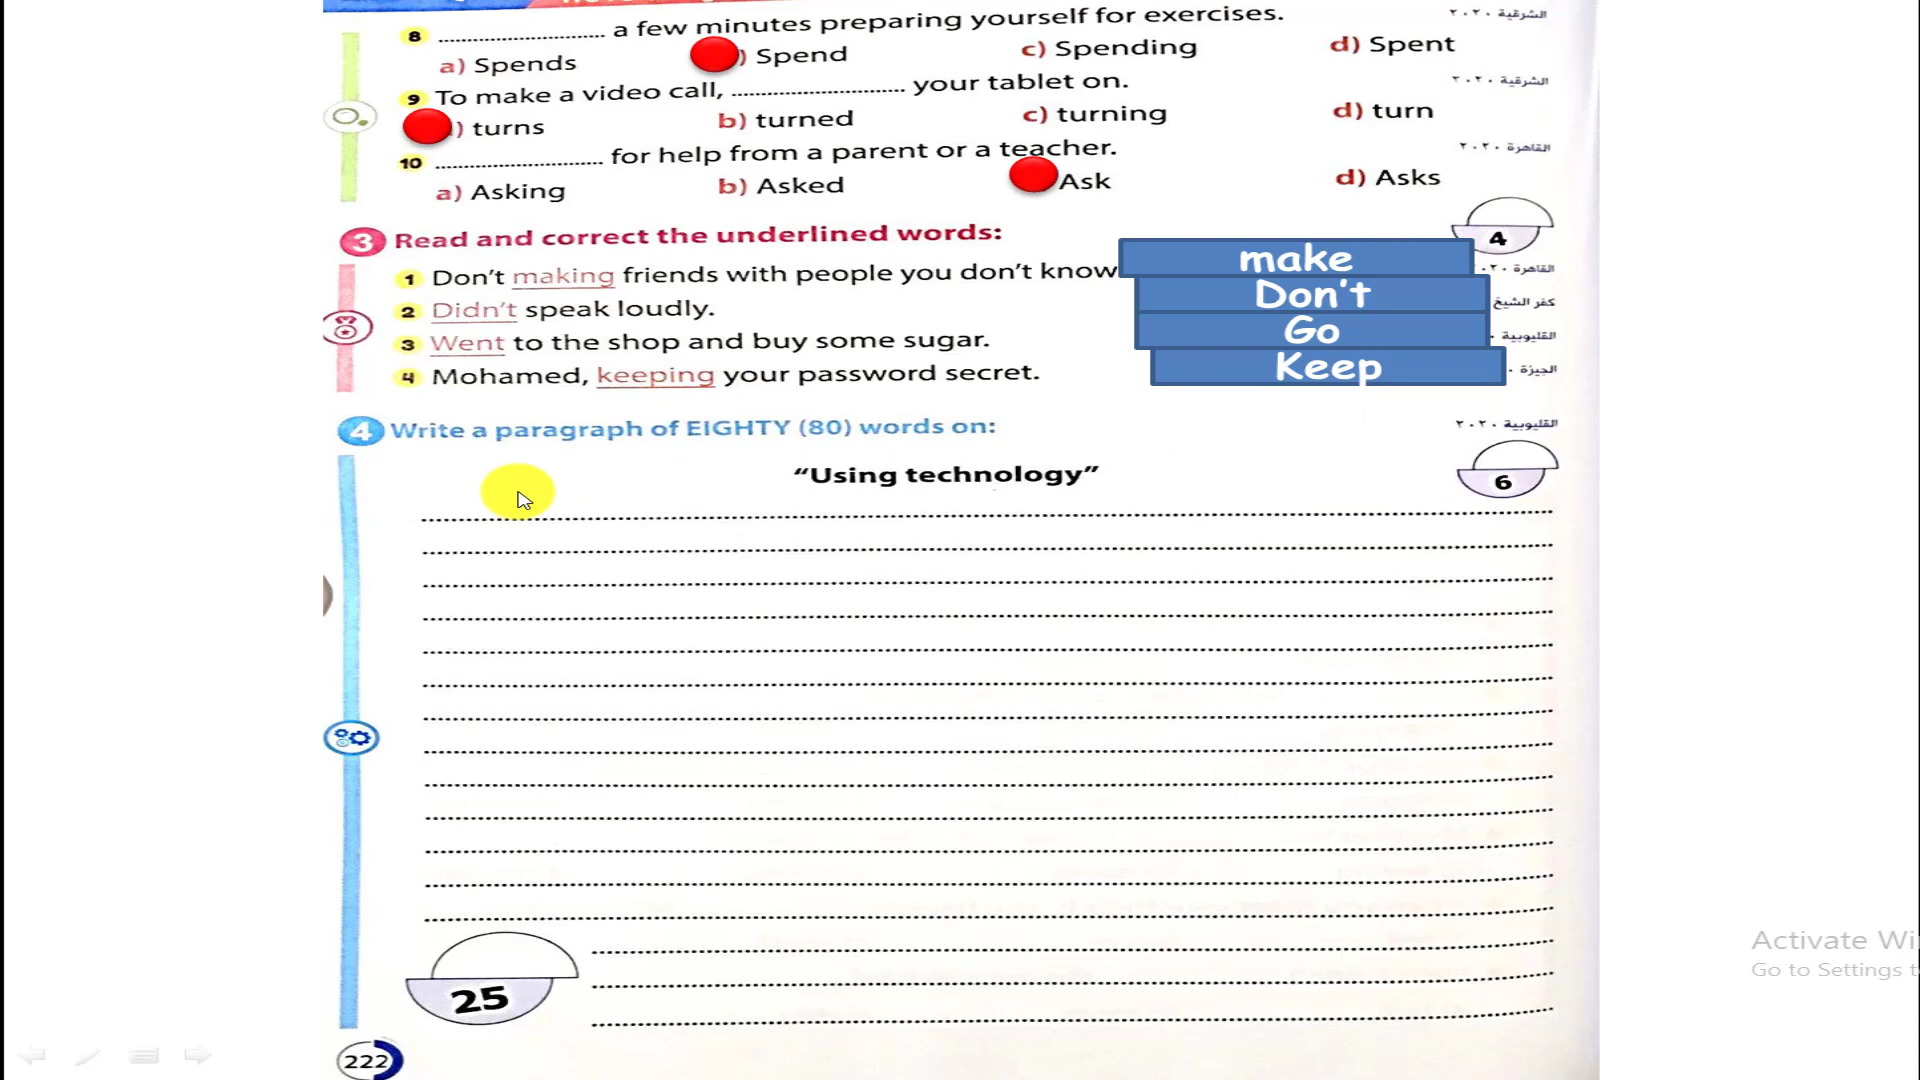 8 ........................ a few minutes preparing yourself for exercises. الشرقية ٢٠٢٠
a) Spends ) Spend c) Spending d) Spent
9 To make a video call, ........................ your tablet on. الشرقية ٢٠٢٠
) turns b) turned c) turning d) turn
10 ........................ for help from a parent or a teacher. القاهرة ٢٠٢٠
a) Asking b) Asked Ask d) Asks
3 Read and correct the underlined words: 4
1 Don't making friends with people you don't know make القاهرة ٢٠٢٠
2 Didn't speak loudly. Don't كفر الشيخ
3 Went to the shop and buy some sugar. Go القليوبية
4 Mohamed, keeping your password secret. Keep الجيزة
4 Write a paragraph of EIGHTY (80) words on: القليوبية ٢٠٢٠
“Using technology” 6
25
222
Activate Wi
Go to Settings t